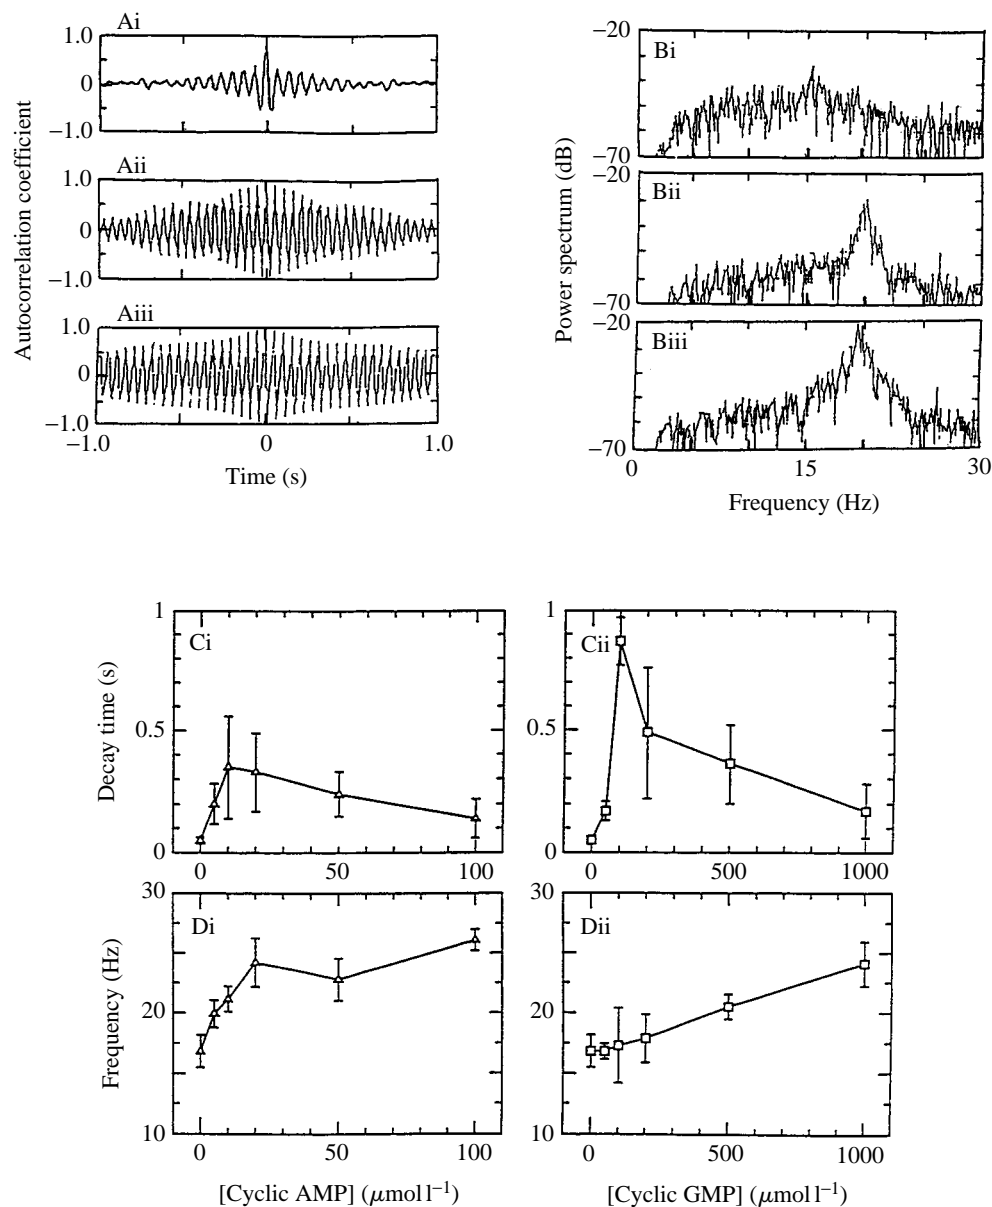 Ai
1.0
0
−1.0
Aii
1.0
0
−1.0
Aiii
1.0
0
−1.0
−1.0
0
1.0
Autocorrelation coefficient
Time (s)
−20
Bi
−70
−20
Bii
−70
−20
Biii
−70
0
15
30
Power spectrum (dB)
Frequency (Hz)
1
Ci
0.5
0
0
50
100
Decay time (s)
1
Cii
0.5
0
0
500
1000
30
Di
20
10
0
50
100
Frequency (Hz)
[Cyclic AMP] (μmol l−1)
30
Dii
20
10
0
500
1000
[Cyclic GMP] (μmol l−1)